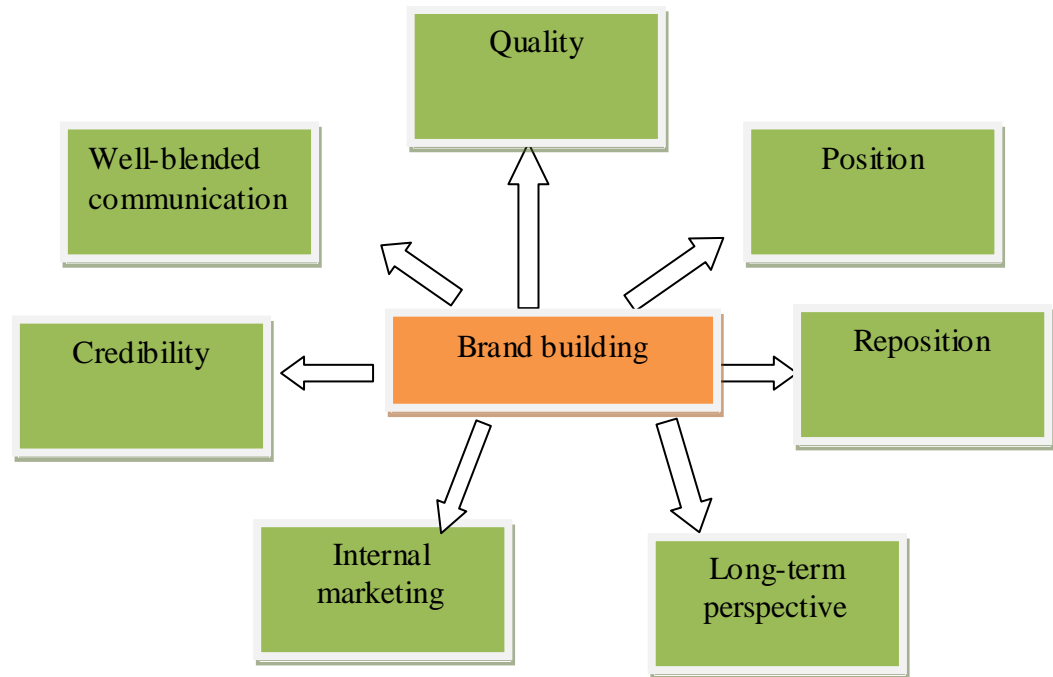 Quality
Well-blended
communication
Position
Credibility
Brand building
Reposition
Internal
marketing
Long-term
perspective